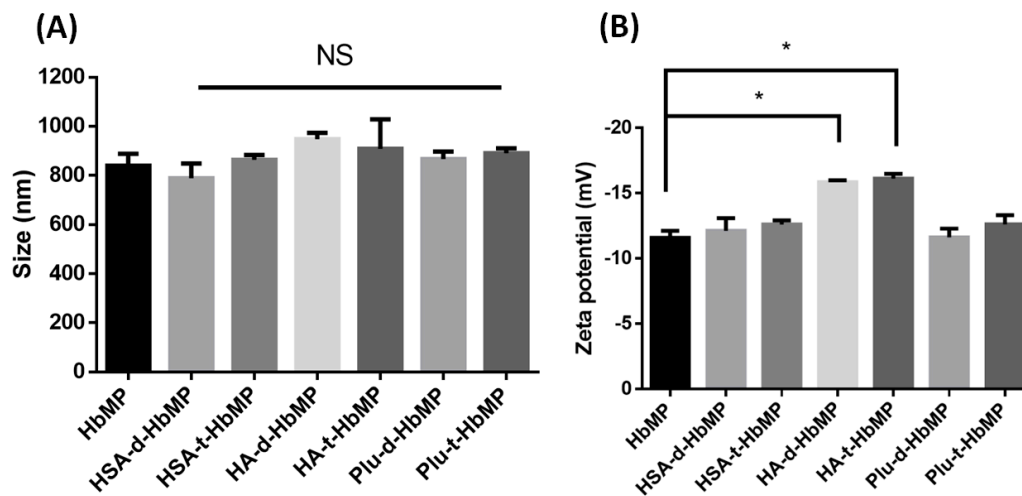 (A)
NS
Size (nm)
1200
1000
800
600
400
200
0
HbMP
HSA-d-HbMP
HSA-t-HbMP
HA-d-HbMP
HA-t-HbMP
Plu-d-HbMP
Plu-t-HbMP
(B)
*
*
Zeta potential (mV)
-20
-15
-10
-5
0
HbMP
HSA-d-HbMP
HSA-t-HbMP
HA-d-HbMP
HA-t-HbMP
Plu-d-HbMP
Plu-t-HbMP